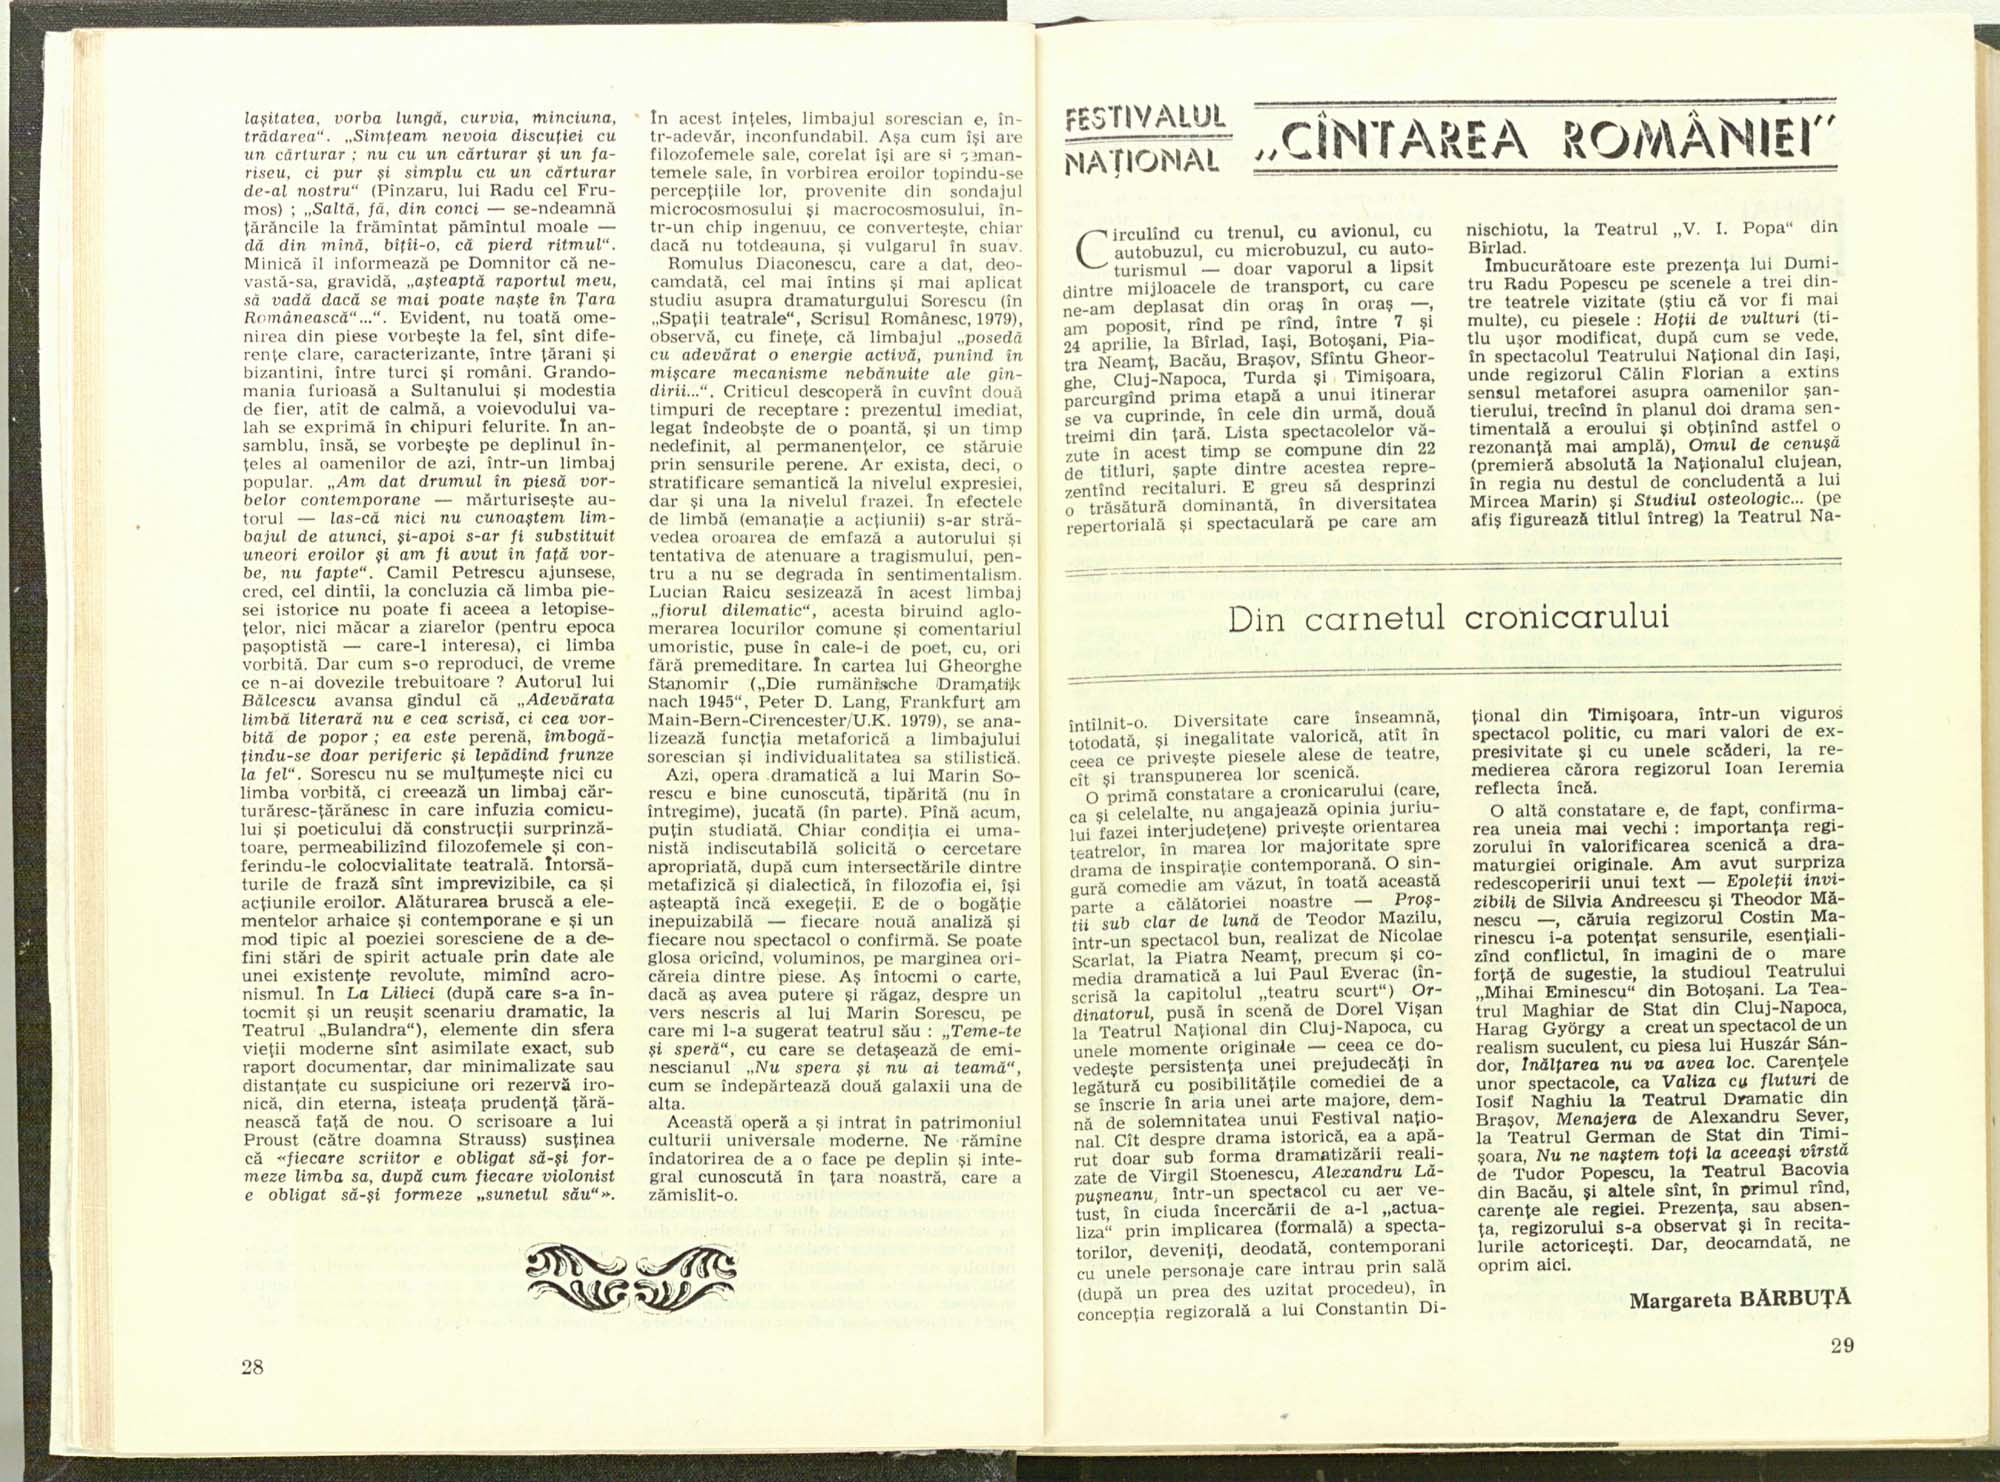 lașitatea, vorba lungă, curvia, minciuna,
trădarea“. „Simțeam nevoia discuției cu
un cărturar ; nu cu un cărturar și un fa-
riseu, ci pur și simplu cu un cărturar
de-al nostru“ (Pînzaru, lui Radu cel Fru-
mos) ; „Saltă, fă, din conci — se-ndeamnă
țărăncile la frămîntat pămîntul moale —
dă din mînă, bîții-o, că pierd ritmul“.
Minică îl informează pe Domnitor că ne-
vastă-sa, gravidă, „așteaptă raportul meu,
să vadă dacă se mai poate naște în Țara
Românească“...“. Evident, nu toată ome-
nirea din piese vorbește la fel, sînt dife-
rențe clare, caracterizante, între țărani și
bizantini, între turci și români. Grando-
mania furioasă a Sultanului și modestia
de fier, atît de calmă, a voievodului va-
lah se exprimă în chipuri felurite. În an-
samblu, însă, se vorbește pe deplinul în-
țeles al oamenilor de azi, într-un limbaj
popular. „Am dat drumul în piesă vor-
belor contemporane — mărturisește au-
torul — las-că nici nu cunoaștem lim-
bajul de atunci, și-apoi s-ar fi substituit
uneori eroilor și am fi avut în față vor-
be, nu fapte“. Camil Petrescu ajunsese,
cred, cel dintîi, la concluzia că limba pie-
sei istorice nu poate fi aceea a letopise-
țelor, nici măcar a ziarelor (pentru epoca
pașoptistă — care-l interesa), ci limba
vorbită. Dar cum s-o reproduci, de vreme
ce n-ai dovezile trebuitoare ? Autorul lui
Bălcescu avansa gîndul că „Adevărata
limbă literară nu e cea scrisă, ci cea vor-
bită de popor ; ea este perenă, îmbogă-
țindu-se doar periferic și lepădînd frunze
la fel“. Sorescu nu se mulțumește nici cu
limba vorbită, ci creează un limbaj căr-
turăresc-țărănesc în care infuzia comicu-
lui și poeticului dă construcții surprinză-
toare, permeabilizînd filozofemele și con-
ferindu-le colocvialitate teatrală. Întorsă-
turile de frază sînt imprevizibile, ca și
acțiunile eroilor. Alăturarea bruscă a ele-
mentelor arhaice și contemporane e și un
mod tipic al poeziei soresciene de a de-
fini stări de spirit actuale prin date ale
unei existențe revolute, mimînd acro-
nismul. În La Lilieci (după care s-a în-
tocmit și un reușit scenariu dramatic, la
Teatrul „Bulandra“), elemente din sfera
vieții moderne sînt asimilate exact, sub
raport documentar, dar minimalizate sau
distanțate cu suspiciune ori rezervă iro-
nică, din eterna, isteața prudență țără-
nească față de nou. O scrisoare a lui
Proust (către doamna Strauss) susținea
că «fiecare scriitor e obligat să-și for-
meze limba sa, după cum fiecare violonist
e obligat să-și formeze „sunetul său“».
În acest înțeles, limbajul sorescian e, în-
tr-adevăr, inconfundabil. Așa cum își are
filozofemele sale, corelat își are și seman-
temele sale, în vorbirea eroilor topindu-se
percepțiile lor, provenite din sondajul
microcosmosului și macrocosmosului, în-
tr-un chip ingenuu, ce convertește, chiar
dacă nu totdeauna, și vulgarul în suav.
Romulus Diaconescu, care a dat, deo-
camdată, cel mai întins și mai aplicat
studiu asupra dramaturgului Sorescu (în
„Spații teatrale“, Scrisul Românesc, 1979),
observă, cu finețe, că limbajul „posedă
cu adevărat o energie activă, punînd în
mișcare mecanisme nebănuite ale gîn-
dirii...“. Criticul descoperă în cuvînt două
timpuri de receptare : prezentul imediat,
legat îndeobște de o poantă, și un timp
nedefinit, al permanențelor, ce stăruie
prin sensurile perene. Ar exista, deci, o
stratificare semantică la nivelul expresiei,
dar și una la nivelul frazei. În efectele
de limbă (emanație a acțiunii) s-ar stră-
vedea oroarea de emfază a autorului și
tentativa de atenuare a tragismului, pen-
tru a nu se degrada în sentimentalism.
Lucian Raicu sesizează în acest limbaj
„fiorul dilematic“, acesta biruind aglo-
merarea locurilor comune și comentariul
umoristic, puse în cale-i de poet, cu, ori
fără premeditare. În cartea lui Gheorghe
Stanomir („Die rumänische Dramatik
nach 1945“, Peter D. Lang, Frankfurt am
Main-Bern-Cirencester/U.K. 1979), se ana-
lizează funcția metaforică a limbajului
sorescian și individualitatea sa stilistică.
Azi, opera dramatică a lui Marin So-
rescu e bine cunoscută, tipărită (nu în
întregime), jucată (în parte). Pînă acum,
puțin studiată. Chiar condiția ei uma-
nistă indiscutabilă solicită o cercetare
apropriată, după cum intersectările dintre
metafizică și dialectică, în filozofia ei, își
așteaptă încă exegeții. E de o bogăție
inepuizabilă — fiecare nouă analiză și
fiecare nou spectacol o confirmă. Se poate
glosa oricînd, voluminos, pe marginea ori-
căreia dintre piese. Aș întocmi o carte,
dacă aș avea putere și răgaz, despre un
vers nescris al lui Marin Sorescu, pe
care mi l-a sugerat teatrul său : „Teme-te
și speră“, cu care se detașează de emi-
nescianul „Nu spera și nu ai teamă“,
cum se îndepărtează două galaxii una de
alta.
Această operă a și intrat în patrimoniul
culturii universale moderne. Ne rămîne
îndatorirea de a o face pe deplin și inte-
gral cunoscută în țara noastră, care a
zămislit-o.
28
FESTIVALUL
NAȚIONAL
„CÎNTAREA ROMÂNIEI“
Circulînd cu trenul, cu avionul, cu
autobuzul, cu microbuzul, cu auto-
turismul — doar vaporul a lipsit
dintre mijloacele de transport, cu care
ne-am deplasat din oraș în oraș —,
am poposit, rînd pe rînd, între 7 și
24 aprilie, la Bîrlad, Iași, Botoșani, Pia-
tra Neamț, Bacău, Brașov, Sfîntu Gheor-
ghe, Cluj-Napoca, Turda și Timișoara,
parcurgînd prima etapă a unui itinerar
se va cuprinde, în cele din urmă, două
treimi din țară. Lista spectacolelor vă-
zute în acest timp se compune din 22
de titluri, șapte dintre acestea repre-
zentînd recitaluri. E greu să desprinzi
o trăsătură dominantă, în diversitatea
repertorială și spectaculară pe care am
nischiotu, la Teatrul „V. I. Popa“ din
Bîrlad.
Îmbucurătoare este prezența lui Dumi-
tru Radu Popescu pe scenele a trei din-
tre teatrele vizitate (știu că vor fi mai
multe), cu piesele : Hoții de vulturi (ti-
tlu ușor modificat, după cum se vede,
în spectacolul Teatrului Național din Iași,
unde regizorul Călin Florian a extins
sensul metaforei asupra oamenilor șan-
tierului, trecînd în planul doi drama sen-
timentală a eroului și obținînd astfel o
rezonanță mai amplă), Omul de cenușă
(premieră absolută la Naționalul clujean,
în regia nu destul de concludentă a lui
Mircea Marin) și Studiul osteologic... (pe
afiș figurează titlul întreg) la Teatrul Na-
Din carnetul cronicarului
întîlnit-o. Diversitate care înseamnă,
totodată, și inegalitate valorică, atît în
ceea ce privește piesele alese de teatre,
cît și transpunerea lor scenică.
O primă constatare a cronicarului (care,
ca și celelalte, nu angajează opinia juriu-
lui fazei interjudețene) privește orientarea
teatrelor, în marea lor majoritate spre
drama de inspirație contemporană. O sin-
gură comedie am văzut, în toată această
parte a călătoriei noastre — Proș-
tii sub clar de lună de Teodor Mazilu,
într-un spectacol bun, realizat de Nicolae
Scarlat, la Piatra Neamț, precum și co-
media dramatică a lui Paul Everac (în-
scrisă la capitolul „teatru scurt“) Or-
dinatorul, pusă în scenă de Dorel Vișan
la Teatrul Național din Cluj-Napoca, cu
unele momente originale — ceea ce do-
vedește persistența unei prejudecăți în
legătură cu posibilitățile comediei de a
se înscrie în aria unei arte majore, dem-
nă de solemnitatea unui Festival națio-
nal. Cît despre drama istorică, ea a apă-
rut doar sub forma dramatizării reali-
zate de Virgil Stoenescu, Alexandru Lă-
pușneanu, într-un spectacol cu aer ve-
tust, în ciuda încercării de a-l „actua-
liza“ prin implicarea (formală) a specta-
torilor, deveniți, deodată, contemporani
cu unele personaje care intrau prin sală
(după un prea des uzitat procedeu), în
concepția regizorală a lui Constantin Di-
țional din Timișoara, într-un viguros
spectacol politic, cu mari valori de ex-
presivitate și cu unele scăderi, la re-
medierea cărora regizorul Ioan Ieremia
reflecta încă.
O altă constatare e, de fapt, confirma-
rea uneia mai vechi : importanța regi-
zorului în valorificarea scenică a dra-
maturgiei originale. Am avut surpriza
redescoperirii unui text — Epoleții invi-
zibili de Silvia Andreescu și Theodor Mă-
nescu —, căruia regizorul Costin Ma-
rinescu i-a potențat sensurile, esențiali-
zînd conflictul, în imagini de o mare
forță de sugestie, la studioul Teatrului
„Mihai Eminescu“ din Botoșani. La Tea-
trul Maghiar de Stat din Cluj-Napoca,
Harag György a creat un spectacol de un
realism suculent, cu piesa lui Huszár Sán-
dor, Înălțarea nu va avea loc. Carențele
unor spectacole, ca Valiza cu fluturi de
Iosif Naghiu la Teatrul Dramatic din
Brașov, Menajera de Alexandru Sever,
la Teatrul German de Stat din Timi-
șoara, Nu ne naștem toți la aceeași vîrstă
de Tudor Popescu, la Teatrul Bacovia
din Bacău, și altele sînt, în primul rînd,
carențe ale regiei. Prezența, sau absen-
ța, regizorului s-a observat și în recita-
lurile actoricești. Dar, deocamdată, ne
oprim aici.
Margareta BĂRBUȚĂ
29